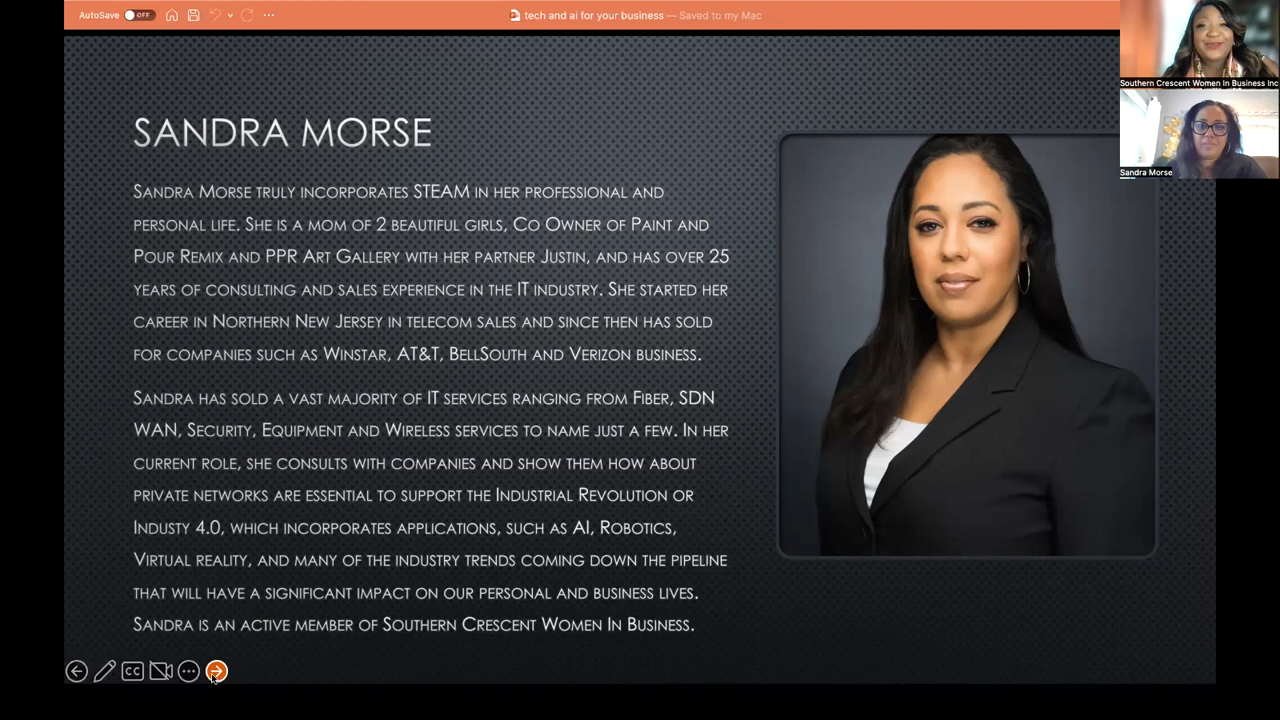 AutoSave OFF
tech and ai for your business — Saved to my Mac
Southern Crescent Women In Business Inc
Sandra Morse
SANDRA MORSE
SANDRA MORSE TRULY INCORPORATES STEAM IN HER PROFESSIONAL AND
PERSONAL LIFE. SHE IS A MOM OF 2 BEAUTIFUL GIRLS, CO OWNER OF PAINT AND
POUR REMIX AND PPR ART GALLERY WITH HER PARTNER JUSTIN, AND HAS OVER 25
YEARS OF CONSULTING AND SALES EXPERIENCE IN THE IT INDUSTRY. SHE STARTED HER
CAREER IN NORTHERN NEW JERSEY IN TELECOM SALES AND SINCE THEN HAS SOLD
FOR COMPANIES SUCH AS WINSTAR, AT&T, BELLSOUTH AND VERIZON BUSINESS.
SANDRA HAS SOLD A VAST MAJORITY OF IT SERVICES RANGING FROM FIBER, SDN
WAN, SECURITY, EQUIPMENT AND WIRELESS SERVICES TO NAME JUST A FEW. IN HER
CURRENT ROLE, SHE CONSULTS WITH COMPANIES AND SHOW THEM HOW ABOUT
PRIVATE NETWORKS ARE ESSENTIAL TO SUPPORT THE INDUSTRIAL REVOLUTION OR
INDUSTY 4.0, WHICH INCORPORATES APPLICATIONS, SUCH AS AI, ROBOTICS,
VIRTUAL REALITY, AND MANY OF THE INDUSTRY TRENDS COMING DOWN THE PIPELINE
THAT WILL HAVE A SIGNIFICANT IMPACT ON OUR PERSONAL AND BUSINESS LIVES.
SANDRA IS AN ACTIVE MEMBER OF SOUTHERN CRESCENT WOMEN IN BUSINESS.
CC